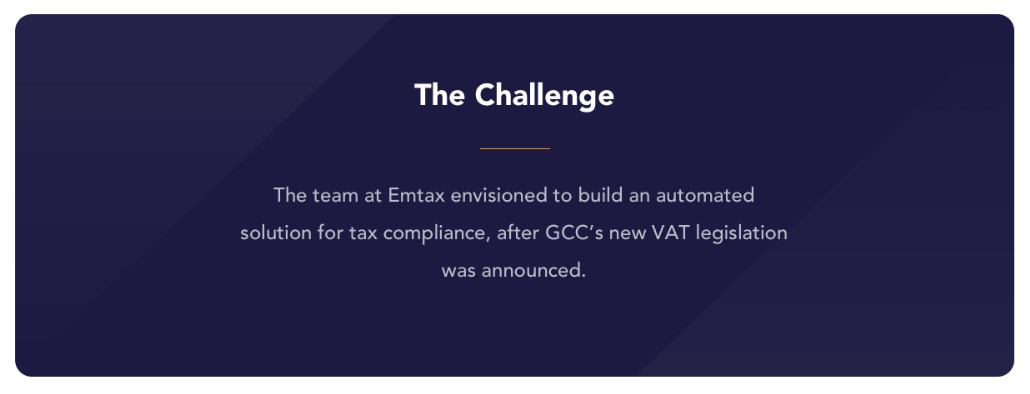 The Challenge
The team at Emtax envisioned to build an automated
solution for tax compliance, after GCC’s new VAT legislation
was announced.